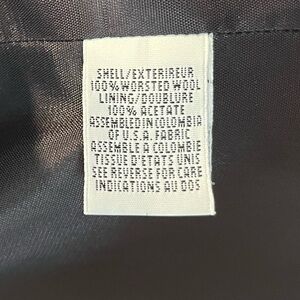 SHELL/EXTERIREUR
100% WORSTED WOOL
LINING/DOUBLURE
100% ACETATE
ASSEMBLED IN COLOMBIA
OF U.S.A. FABRIC
ASSEMBLE A COLOMBIE
TISSUE D'ETATS UNIS
SEE REVERSE FOR CARE
INDICATIONS AU DOS